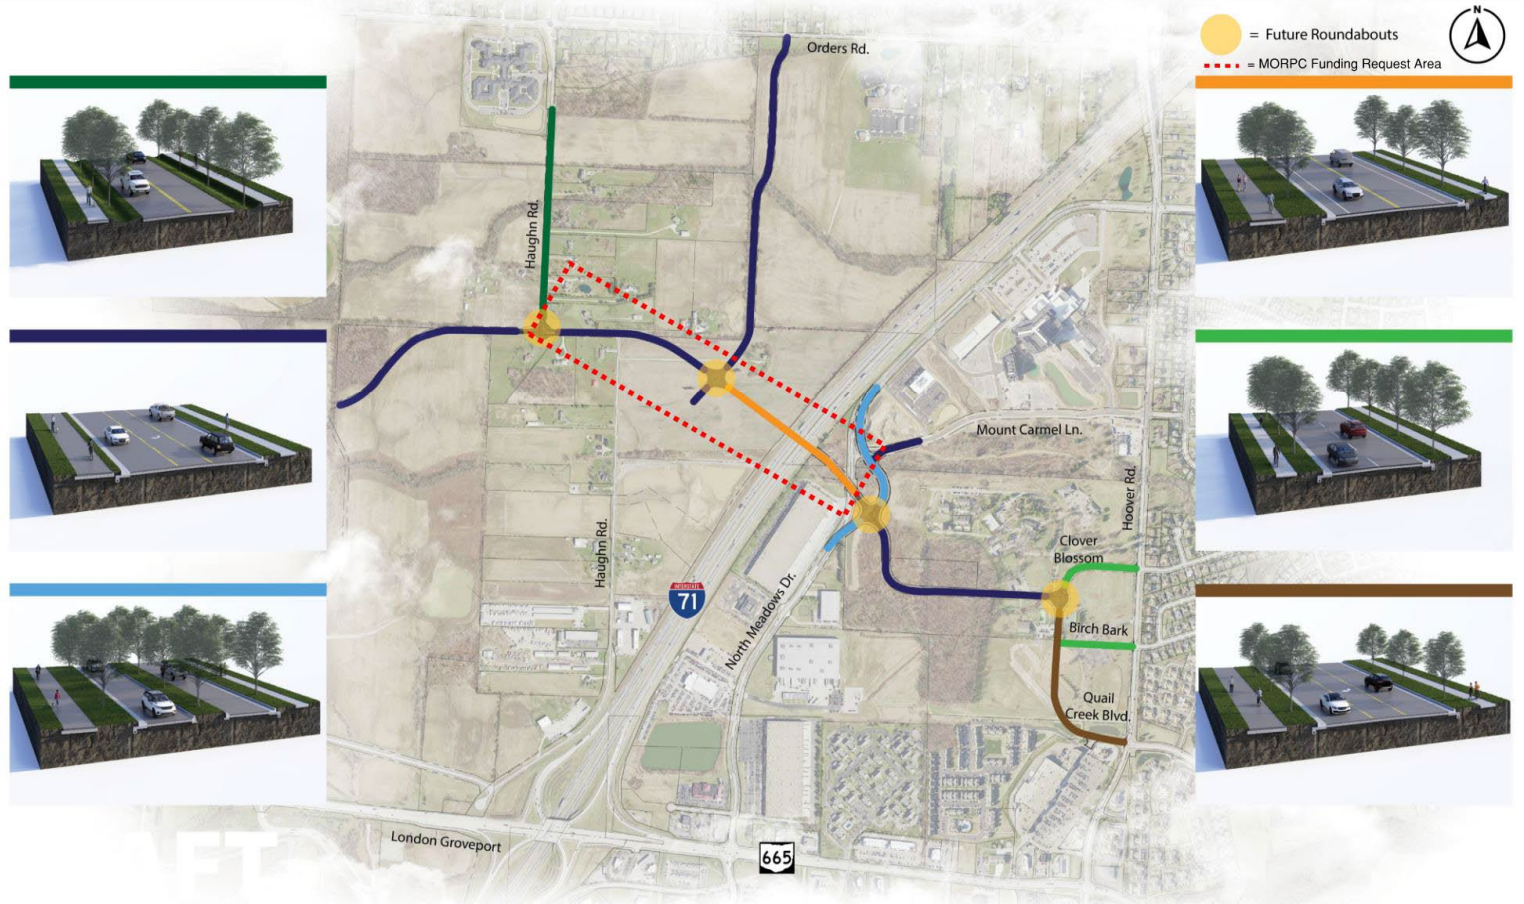 N
= Future Roundabouts
= MORPC Funding Request Area
Orders Rd.
Haughn Rd.
Mount Carmel Ln.
Hoover Rd.
Haughn Rd.
Clover
Blossom
INTERSTATE
71
North Meadows Dr.
Birch Bark
Quail
Creek Blvd.
London Groveport
665